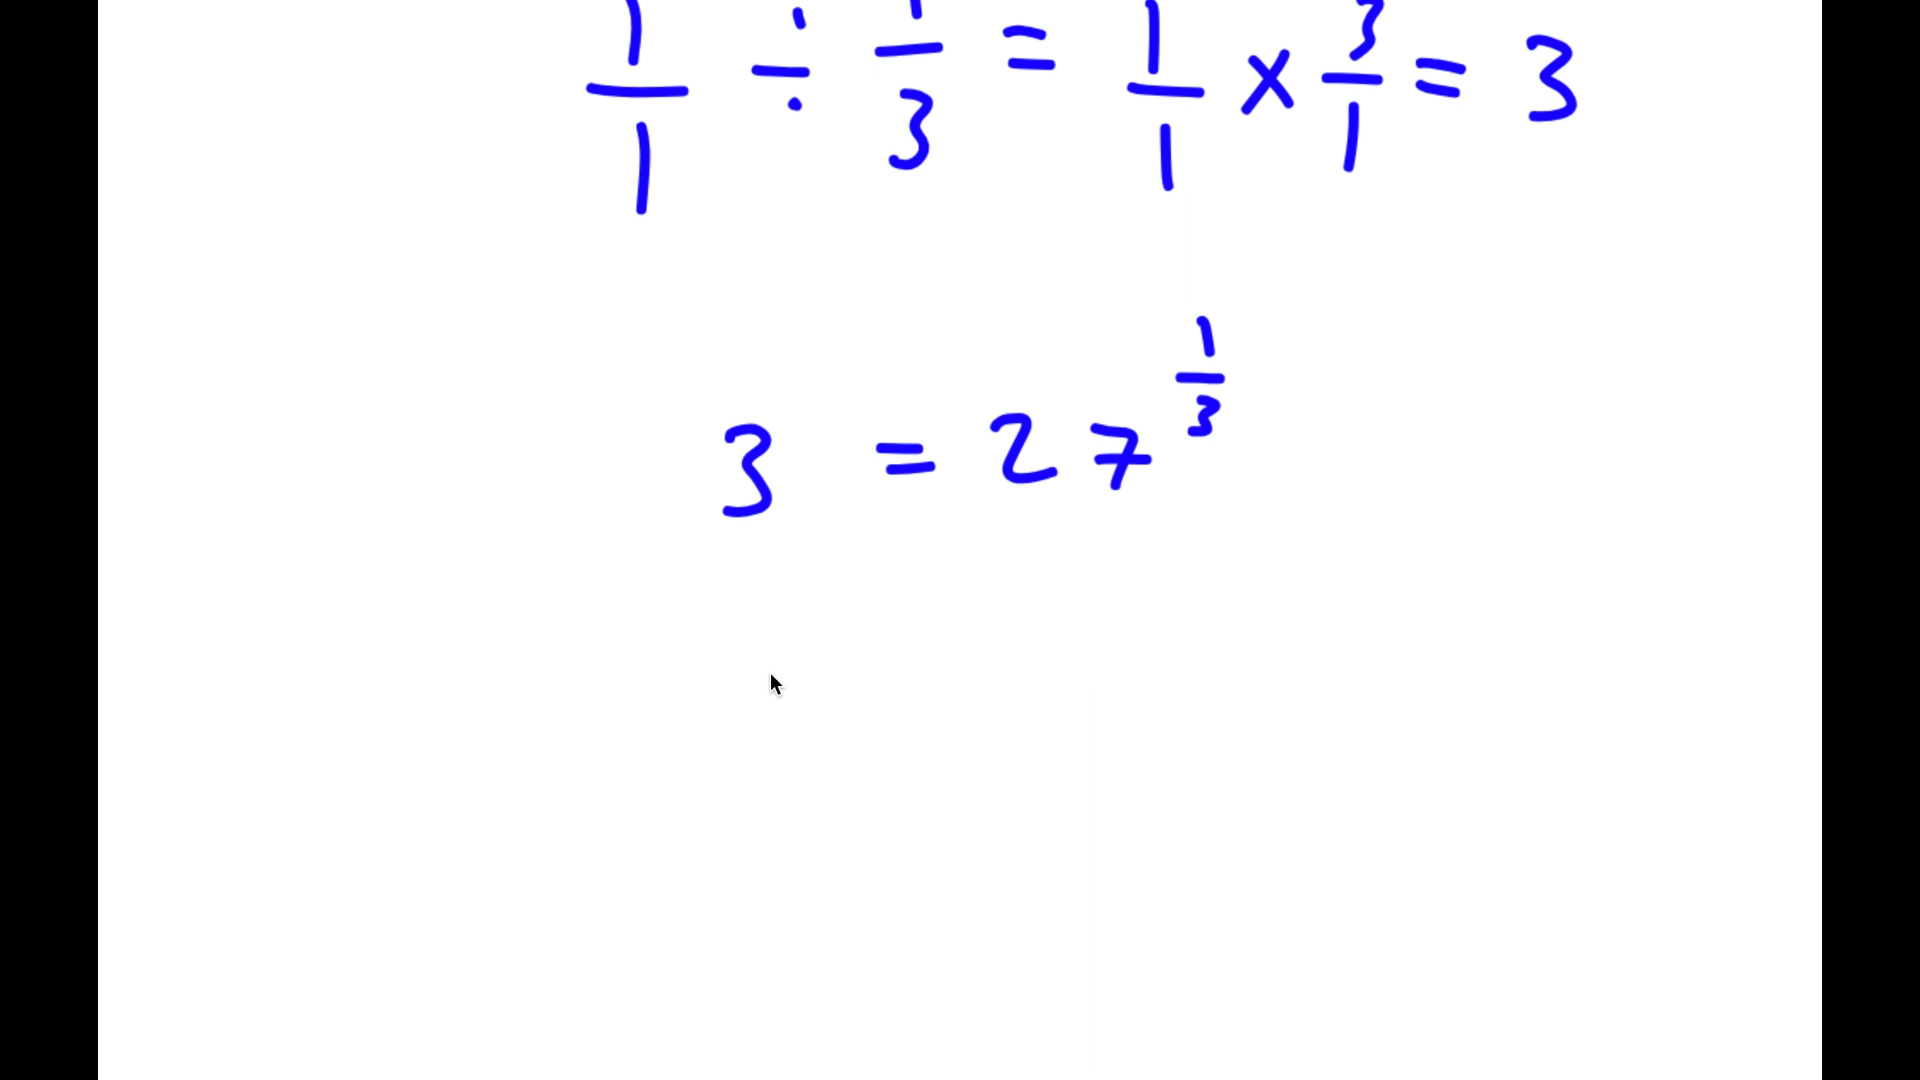 1/1 ÷ 1/3 = 1/1 × 3/1 = 3
3 = 27^(1/3)